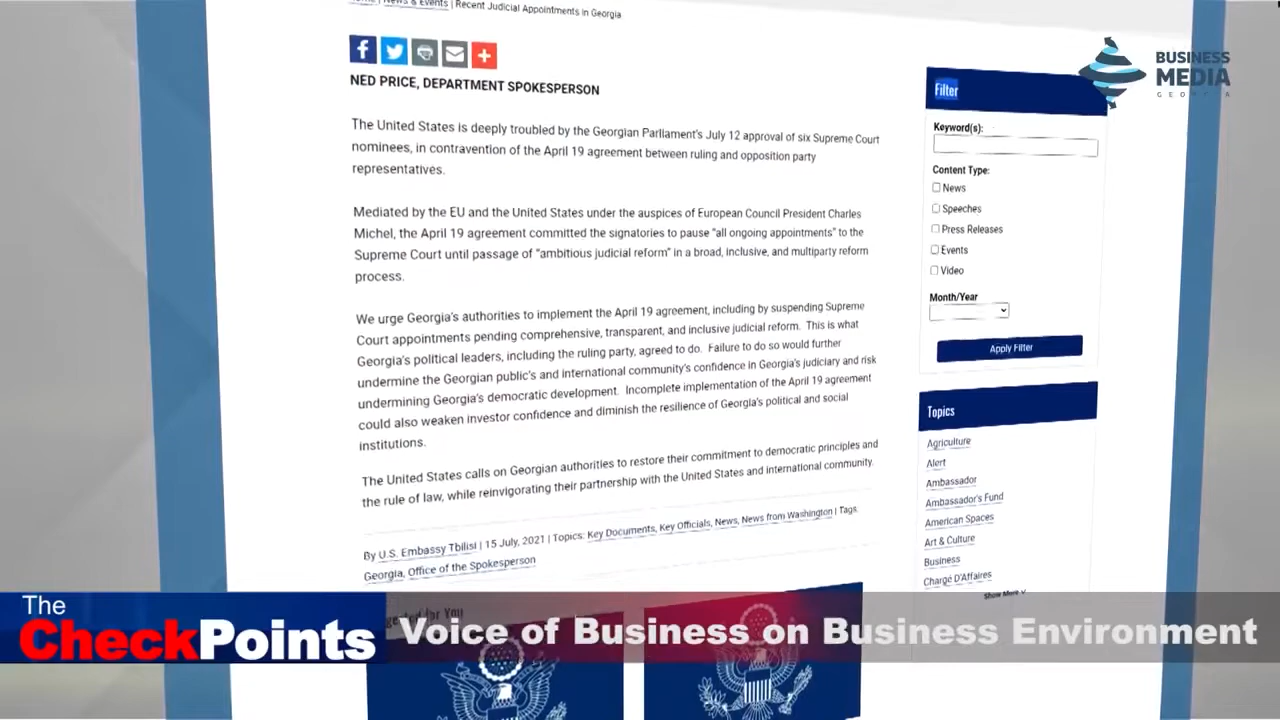 Home | News & Events | Recent Judicial Appointments in Georgia
NED PRICE, DEPARTMENT SPOKESPERSON
The United States is deeply troubled by the Georgian Parliament's July 12 approval of six Supreme Court
nominees, in contravention of the April 19 agreement between ruling and opposition party
representatives.
Mediated by the EU and the United States under the auspices of European Council President Charles
Michel, the April 19 agreement committed the signatories to pause “all ongoing appointments” to the
Supreme Court until passage of “ambitious judicial reform” in a broad, inclusive, and multiparty reform
process.
We urge Georgia's authorities to implement the April 19 agreement, including by suspending Supreme
Court appointments pending comprehensive, transparent, and inclusive judicial reform. This is what
Georgia's political leaders, including the ruling party, agreed to do. Failure to do so would further
undermine the Georgian public's and international community's confidence in Georgia's judiciary and risk
undermining Georgia's democratic development. Incomplete implementation of the April 19 agreement
could also weaken investor confidence and diminish the resilience of Georgia's political and social
institutions.
The United States calls on Georgian authorities to restore their commitment to democratic principles and
the rule of law, while reinvigorating their partnership with the United States and international community.
By U.S. Embassy Tbilisi | 15 July, 2021 | Topics: Key Documents, Key Officials, News, News from Washington | Tags:
Georgia, Office of the Spokesperson
for You
BUSINESS
MEDIA
GEORGIA
Filter
Keyword(s):
Content Type:
News
Speeches
Press Releases
Events
Video
Month/Year
Apply Filter
Topics
Agriculture
Alert
Ambassador
Ambassador's Fund
American Spaces
Art & Culture
Business
Chargé D'Affaires
Show More
The
CheckPoints
Voice of Business on Business Environment